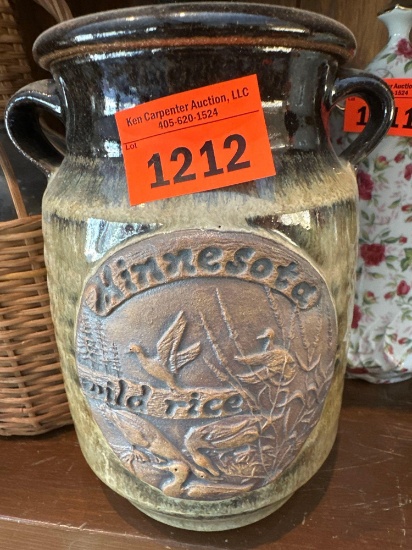 Ken Carpenter Auction, LLC
405-620-1524
Lot
1212
Minnesota
wild rice